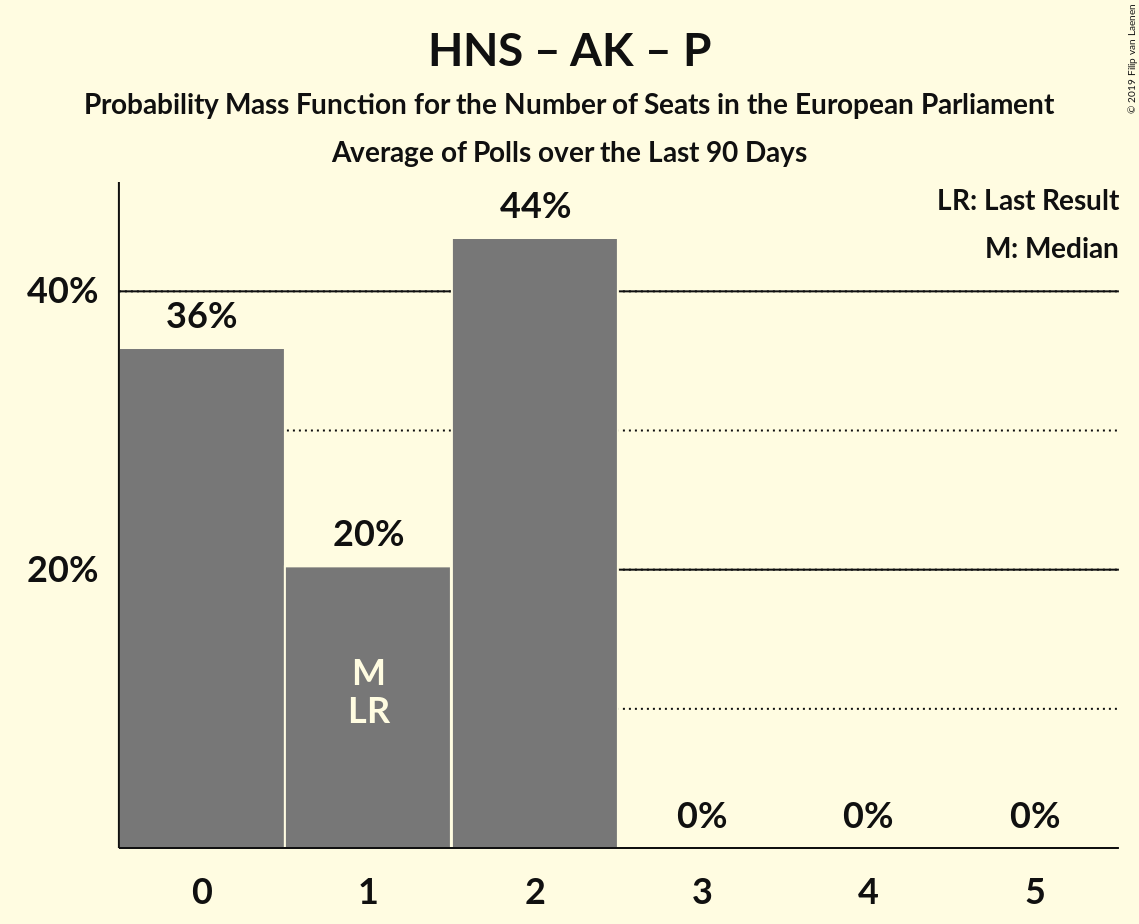 HNS – AK – P
Probability Mass Function for the Number of Seats in the European Parliament
Average of Polls over the Last 90 Days
© 2019 Filip van Laenen
LR: Last Result
M: Median
44%
40%
36%
20%
20%
M
LR
0%
0%
0%
0
1
2
3
4
5